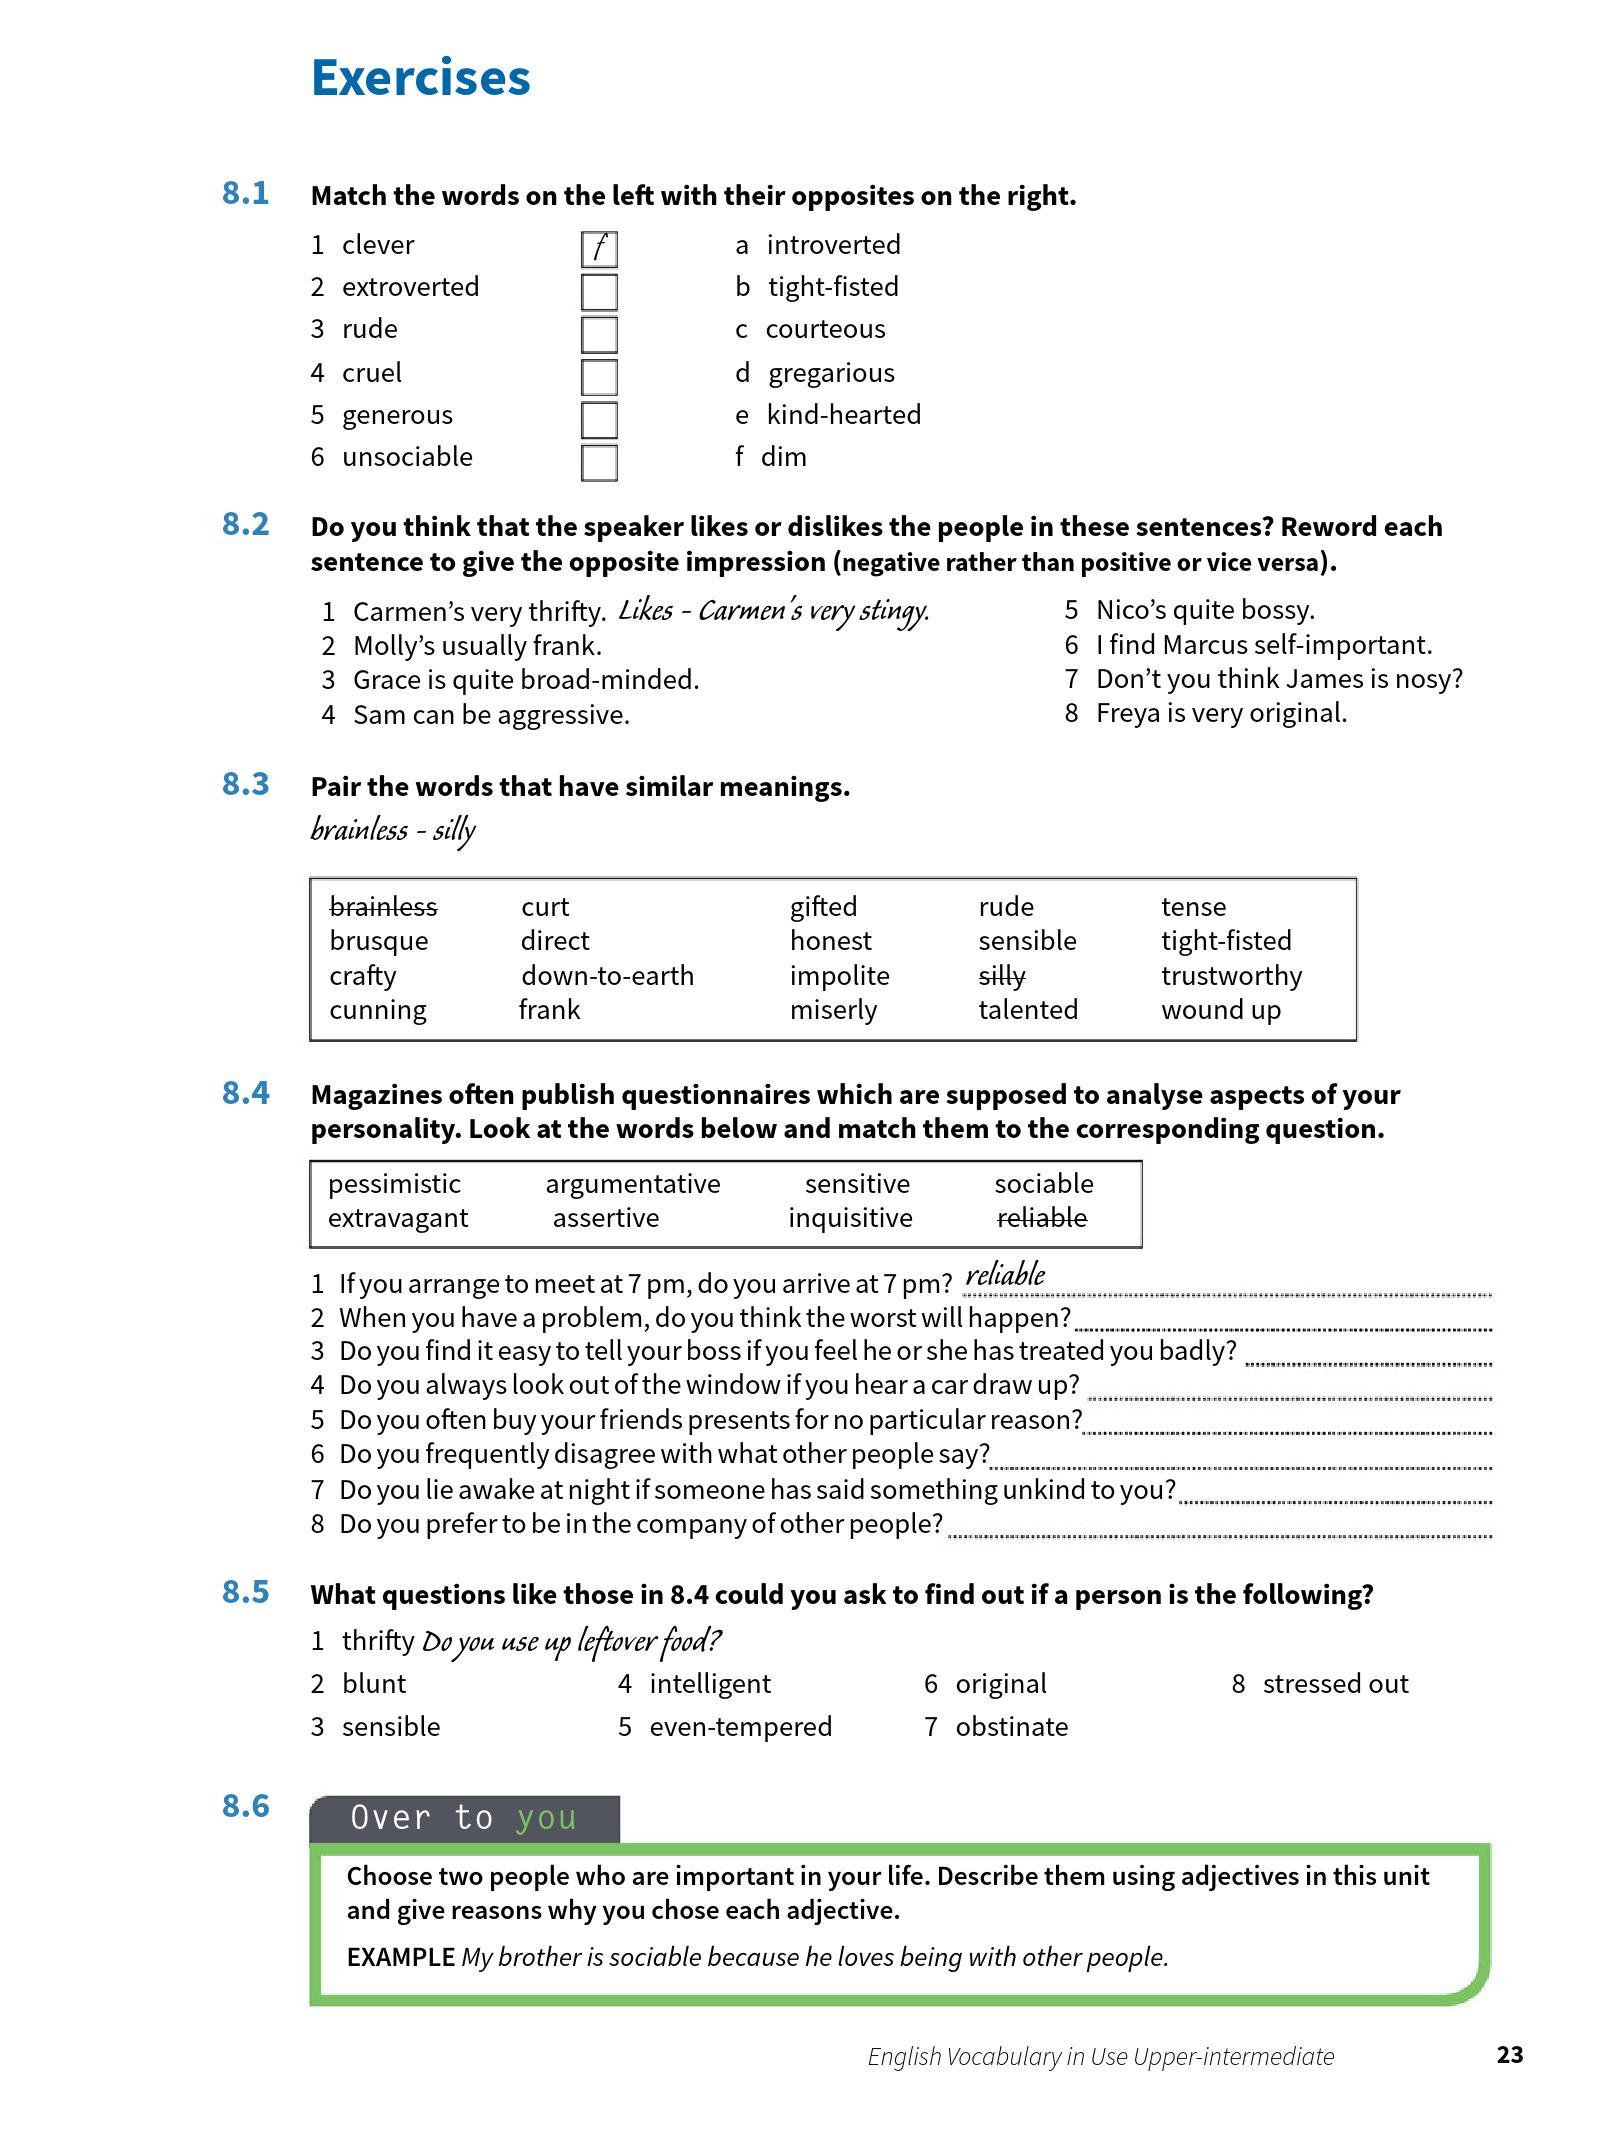 Exercises
8.1 Match the words on the left with their opposites on the right.
1 clever f a introverted
2 extroverted b tight-fisted
3 rude c courteous
4 cruel d gregarious
5 generous e kind-hearted
6 unsociable f dim
8.2 Do you think that the speaker likes or dislikes the people in these sentences? Reword each
sentence to give the opposite impression (negative rather than positive or vice versa).
1 Carmen’s very thrifty. Likes – Carmen’s very stingy.
2 Molly’s usually frank.
3 Grace is quite broad-minded.
4 Sam can be aggressive.
5 Nico’s quite bossy.
6 I find Marcus self-important.
7 Don’t you think James is nosy?
8 Freya is very original.
8.3 Pair the words that have similar meanings.
brainless – silly
brainless curt gifted rude tense
brusque direct honest sensible tight-fisted
crafty down-to-earth impolite silly trustworthy
cunning frank miserly talented wound up
8.4 Magazines often publish questionnaires which are supposed to analyse aspects of your
personality. Look at the words below and match them to the corresponding question.
pessimistic argumentative sensitive sociable
extravagant assertive inquisitive reliable
1 If you arrange to meet at 7 pm, do you arrive at 7 pm? reliable
2 When you have a problem, do you think the worst will happen?
3 Do you find it easy to tell your boss if you feel he or she has treated you badly?
4 Do you always look out of the window if you hear a car draw up?
5 Do you often buy your friends presents for no particular reason?
6 Do you frequently disagree with what other people say?
7 Do you lie awake at night if someone has said something unkind to you?
8 Do you prefer to be in the company of other people?
8.5 What questions like those in 8.4 could you ask to find out if a person is the following?
1 thrifty Do you use up leftover food?
2 blunt 4 intelligent 6 original 8 stressed out
3 sensible 5 even-tempered 7 obstinate
8.6 Over to you
Choose two people who are important in your life. Describe them using adjectives in this unit
and give reasons why you chose each adjective.
EXAMPLE My brother is sociable because he loves being with other people.
English Vocabulary in Use Upper-intermediate 23